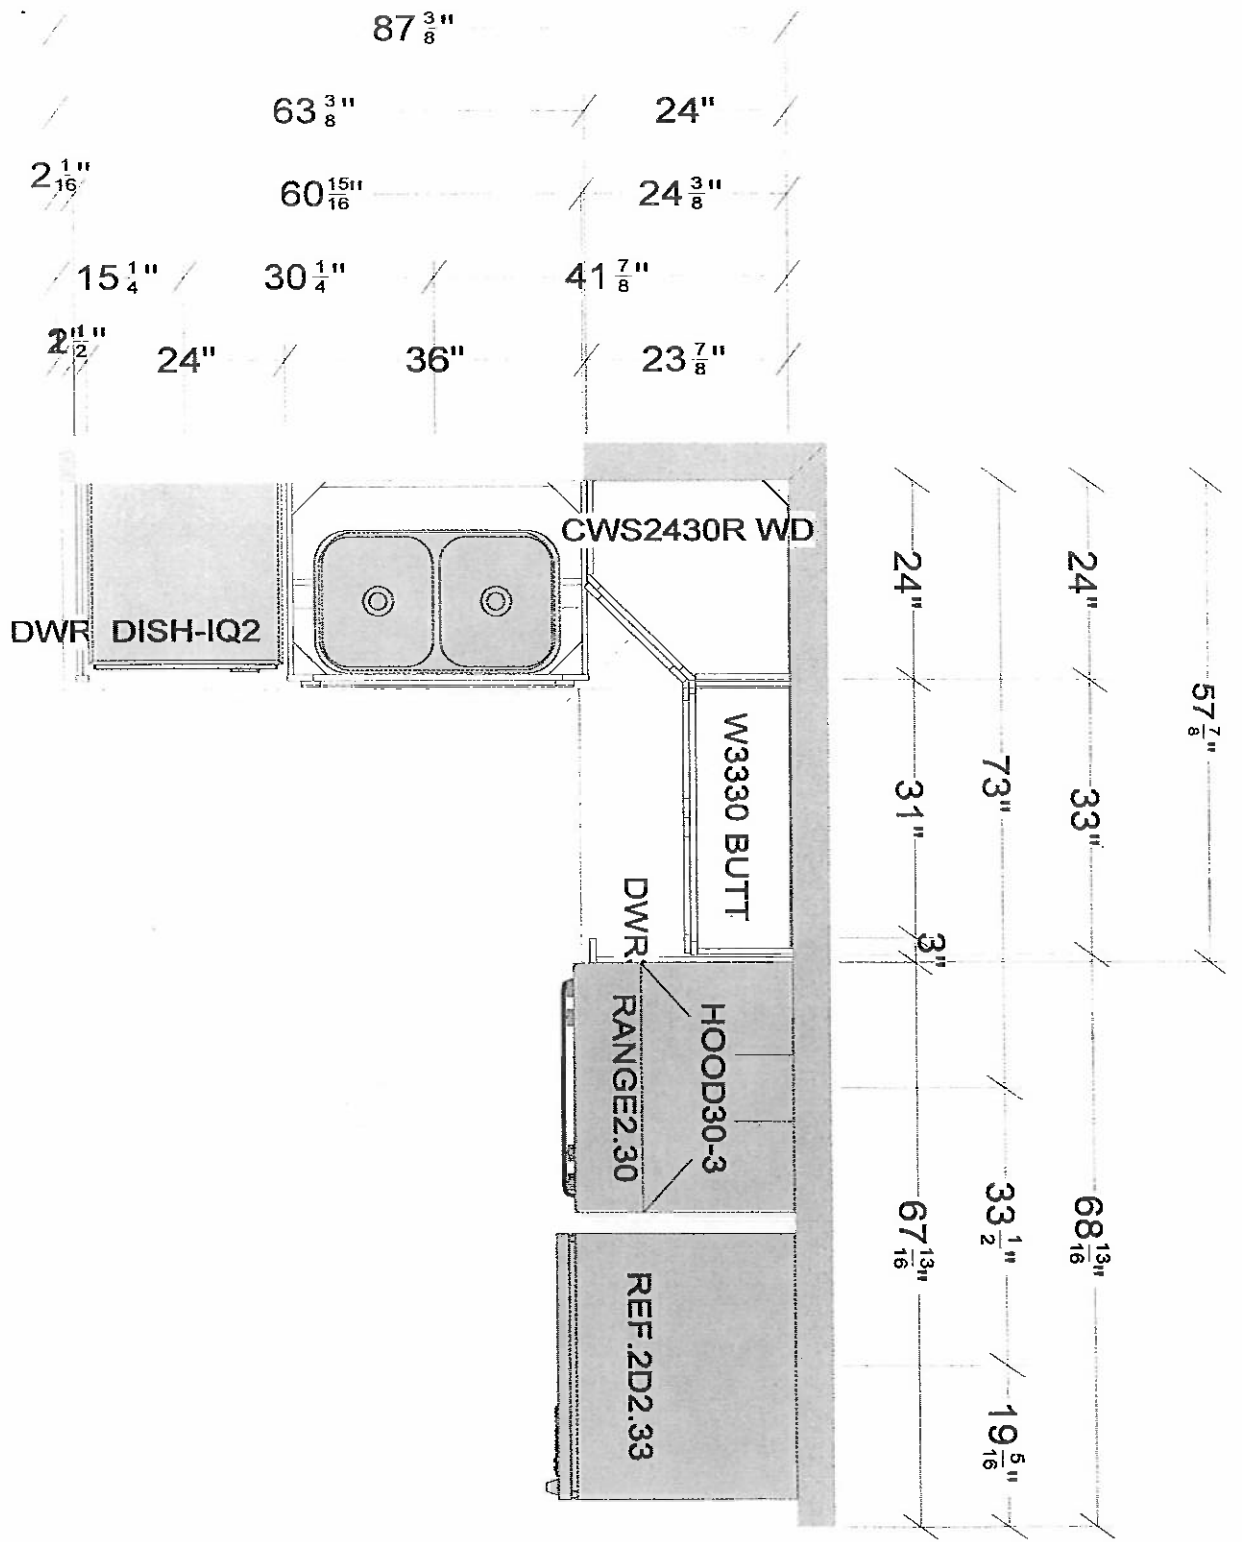 87 3/8"
63 3/8" 24"
2 1/16" 60 15/16" 24 3/8"
15 1/4" 30 1/4" 41 7/8"
24" 36" 23 7/8"
CWS2430R WD
DWR DISH-IQ2
W3330 BUTT
DWR
HOOD30-3
RANGE2.30
REF.2D2.33
24" 31" 3" 67 13/16"
73" 33 1/2" 19 5/16"
24" 33" 68 13/16"
57 7/8"